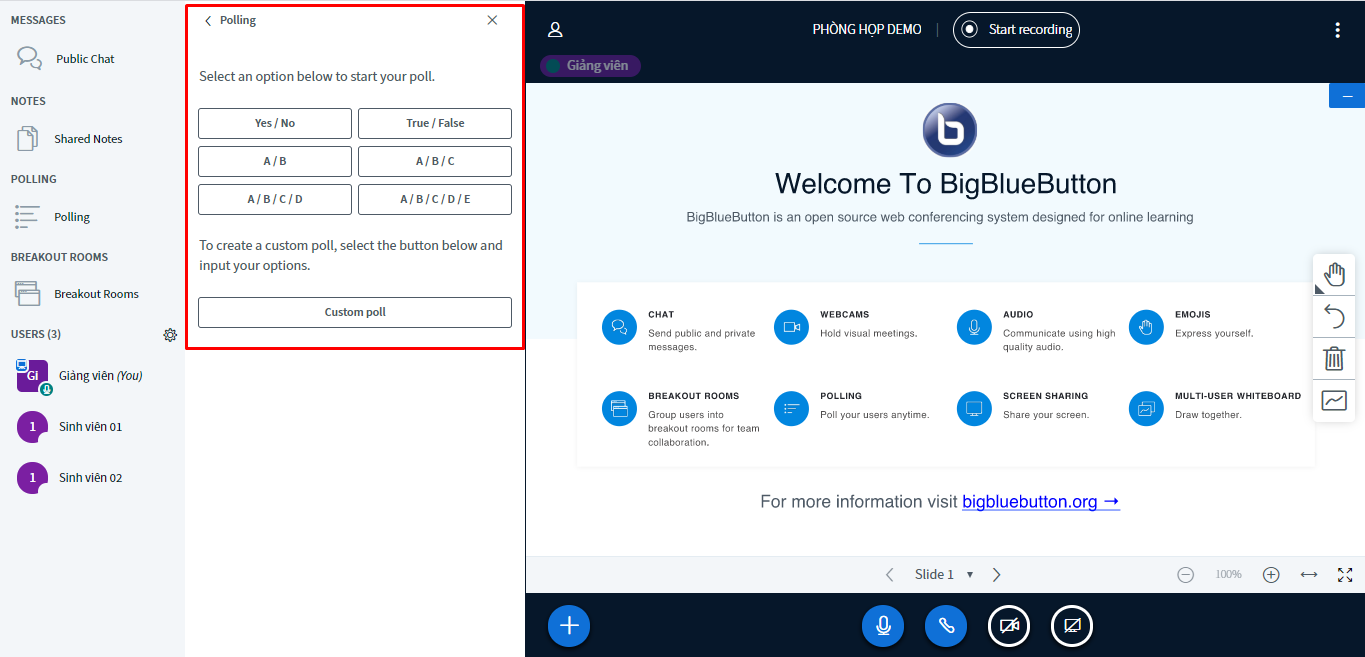 MESSAGES
Public Chat
NOTES
Shared Notes
POLLING
Polling
BREAKOUT ROOMS
Breakout Rooms
USERS (3)
Gi
Giảng viên (You)
1
Sinh viên 01
1
Sinh viên 02
Polling
Select an option below to start your poll.
Yes / No
True / False
A / B
A / B / C
A / B / C / D
A / B / C / D / E
To create a custom poll, select the button below and
input your options.
Custom poll
PHÒNG HỌP DEMO
Start recording
Giảng viên
b
Welcome To BigBlueButton
BigBlueButton is an open source web conferencing system designed for online learning
CHAT
Send public and private
messages.
WEBCAMS
Hold visual meetings.
AUDIO
Communicate using high
quality audio.
EMOJIS
Express yourself.
BREAKOUT ROOMS
Group users into
breakout rooms for team
collaboration.
POLLING
Poll your users anytime.
SCREEN SHARING
Share your screen.
MULTI-USER WHITEBOARD
Draw together.
For more information visit bigbluebutton.org →
Slide 1
100%